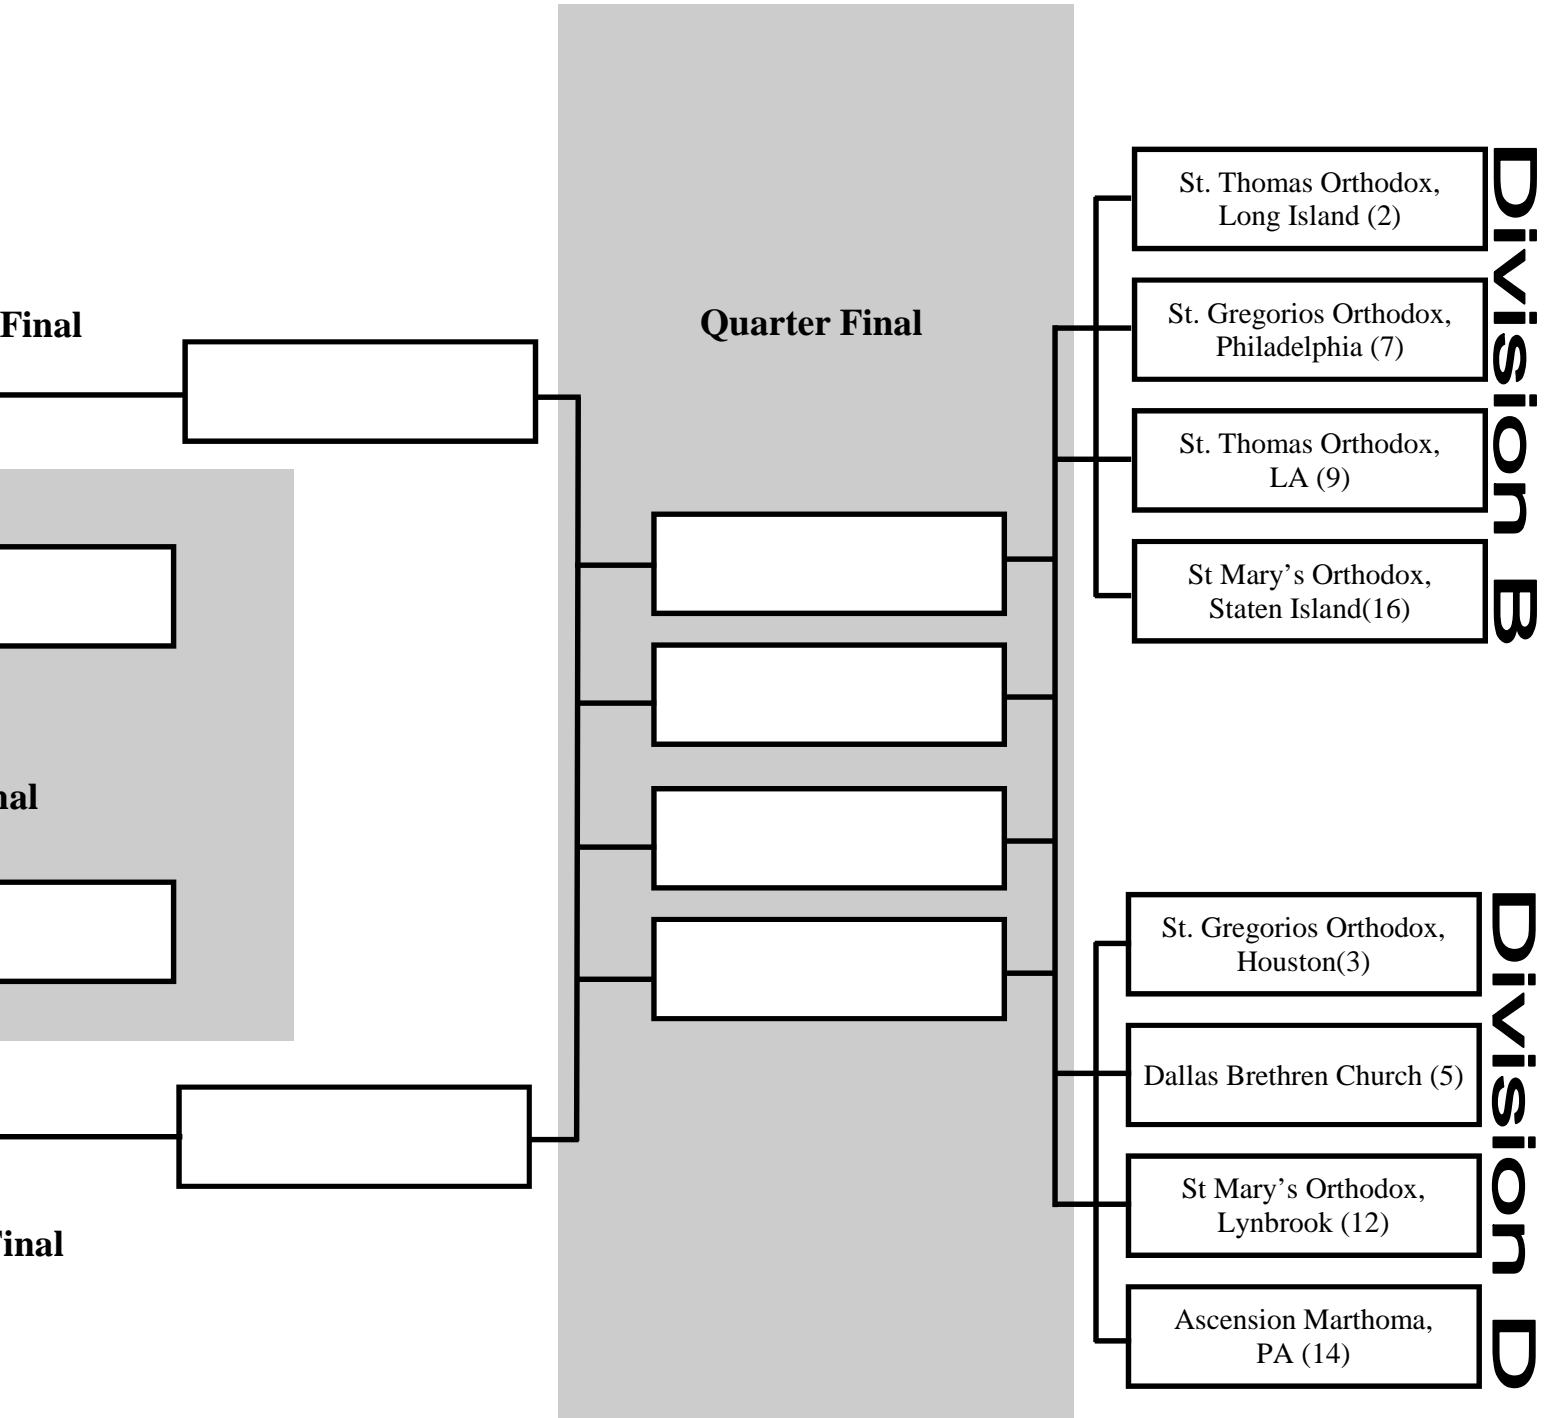 St. Thomas Orthodox,
Long Island (2)
Division B
St. Gregorios Orthodox,
Philadelphia (7)
Final
Quarter Final
St. Thomas Orthodox,
LA (9)
St Mary’s Orthodox,
Staten Island(16)
nal
St. Gregorios Orthodox,
Houston(3)
Division D
Dallas Brethren Church (5)
St Mary’s Orthodox,
Lynbrook (12)
Final
Ascension Marthoma,
PA (14)